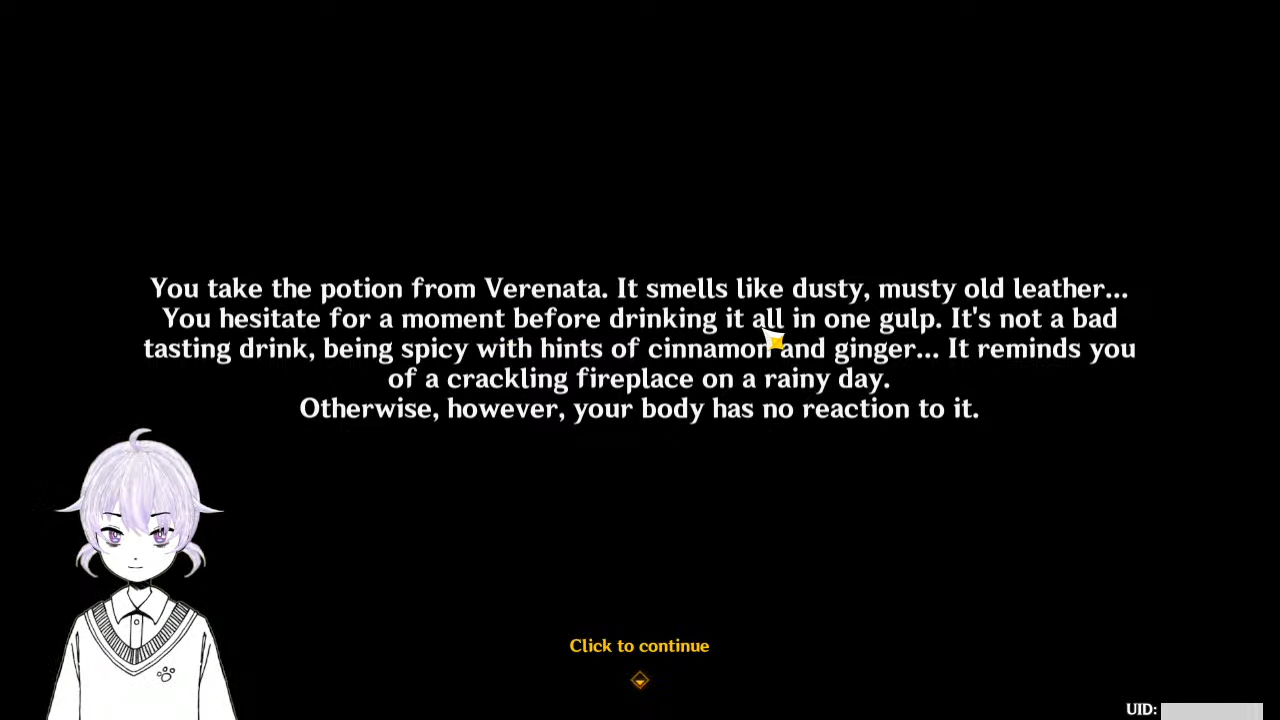 You take the potion from Verenata. It smells like dusty, musty old leather...
You hesitate for a moment before drinking it all in one gulp. It's not a bad
tasting drink, being spicy with hints of cinnamon and ginger... It reminds you
of a crackling fireplace on a rainy day.
Otherwise, however, your body has no reaction to it.
Click to continue
UID: